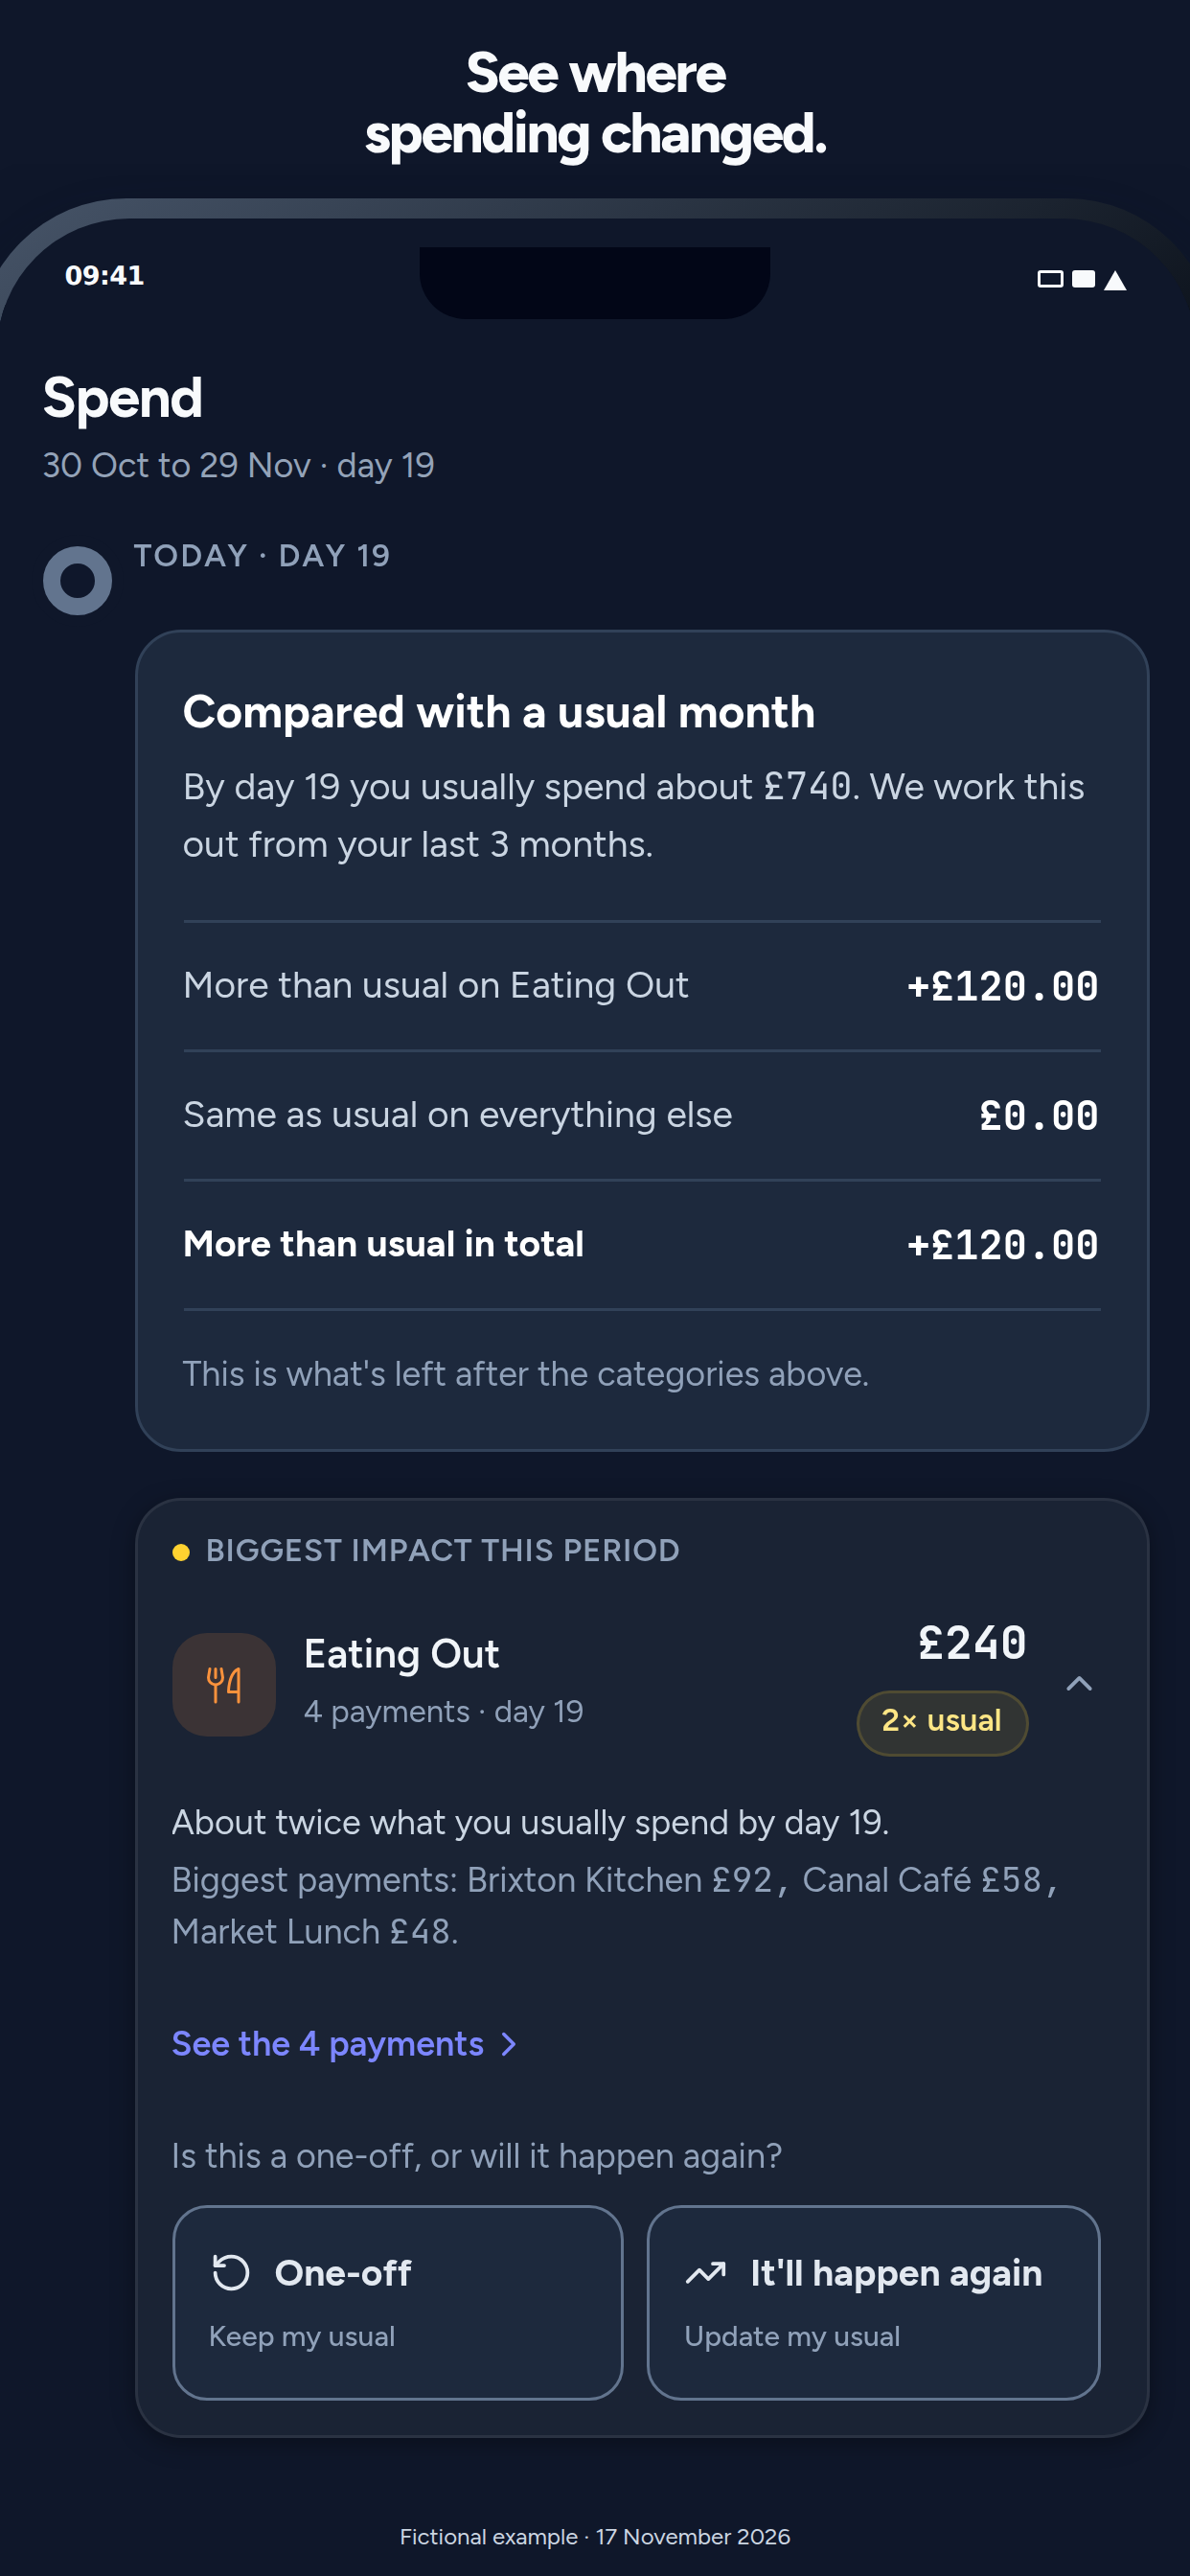 See where
spending changed.
09:41
Spend
30 Oct to 29 Nov · day 19
TODAY · DAY 19
Compared with a usual month
By day 19 you usually spend about £740. We work this
out from your last 3 months.
More than usual on Eating Out +£120.00
Same as usual on everything else £0.00
More than usual in total +£120.00
This is what's left after the categories above.
BIGGEST IMPACT THIS PERIOD
Eating Out £240
4 payments · day 19 2× usual
About twice what you usually spend by day 19.
Biggest payments: Brixton Kitchen £92, Canal Café £58,
Market Lunch £48.
See the 4 payments
Is this a one-off, or will it happen again?
One-off It'll happen again
Keep my usual Update my usual
Fictional example · 17 November 2026